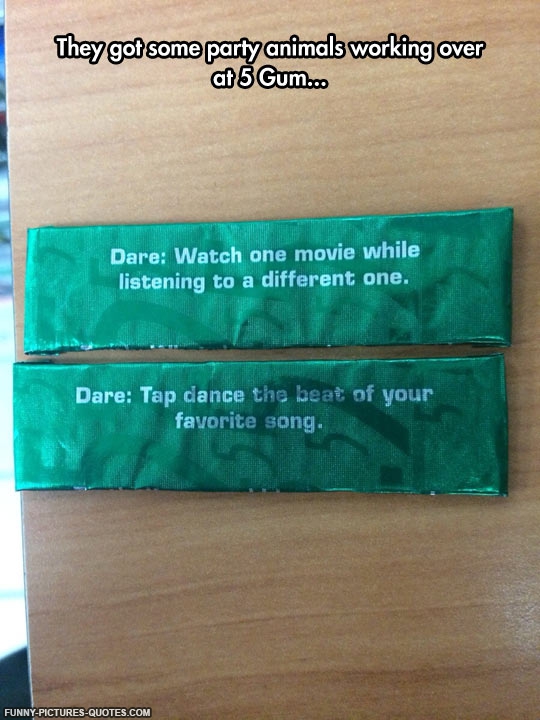 They got some party animals working over
at 5 Gum...
Dare: Watch one movie while
listening to a different one.
Dare: Tap dance the beat of your
favorite song.
FUNNY-PICTURES-QUOTES.COM